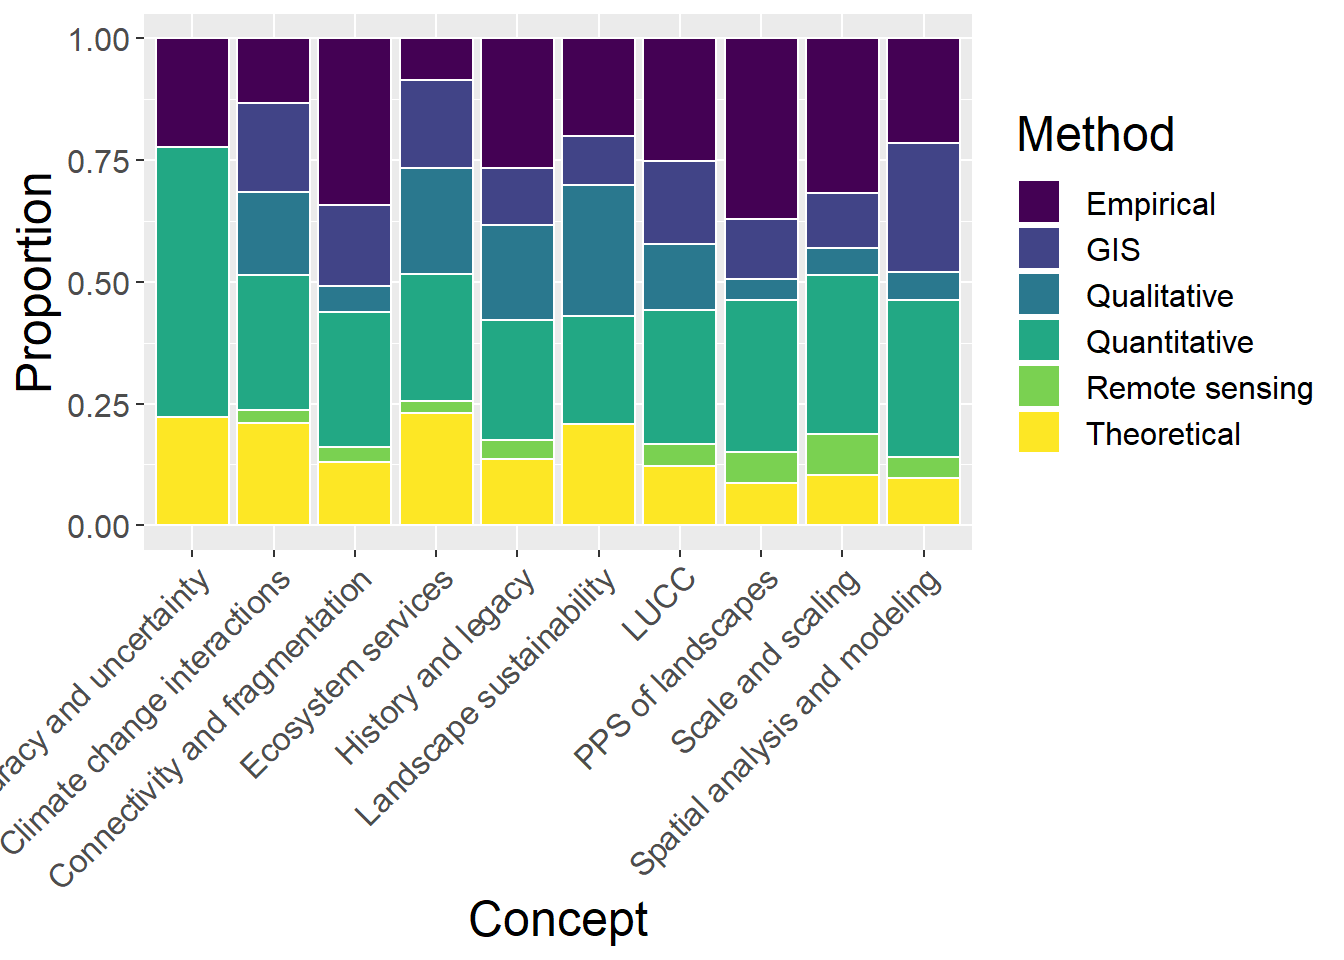 Proportion
1.00
0.75
0.50
0.25
0.00
and uncertainty
Climate change interactions
Connectivity and fragmentation
Ecosystem services
History and legacy
Landscape sustainability
LUCC
PPS of landscapes
Scale and scaling
Spatial analysis and modeling
Concept
Method
Empirical
GIS
Qualitative
Quantitative
Remote sensing
Theoretical